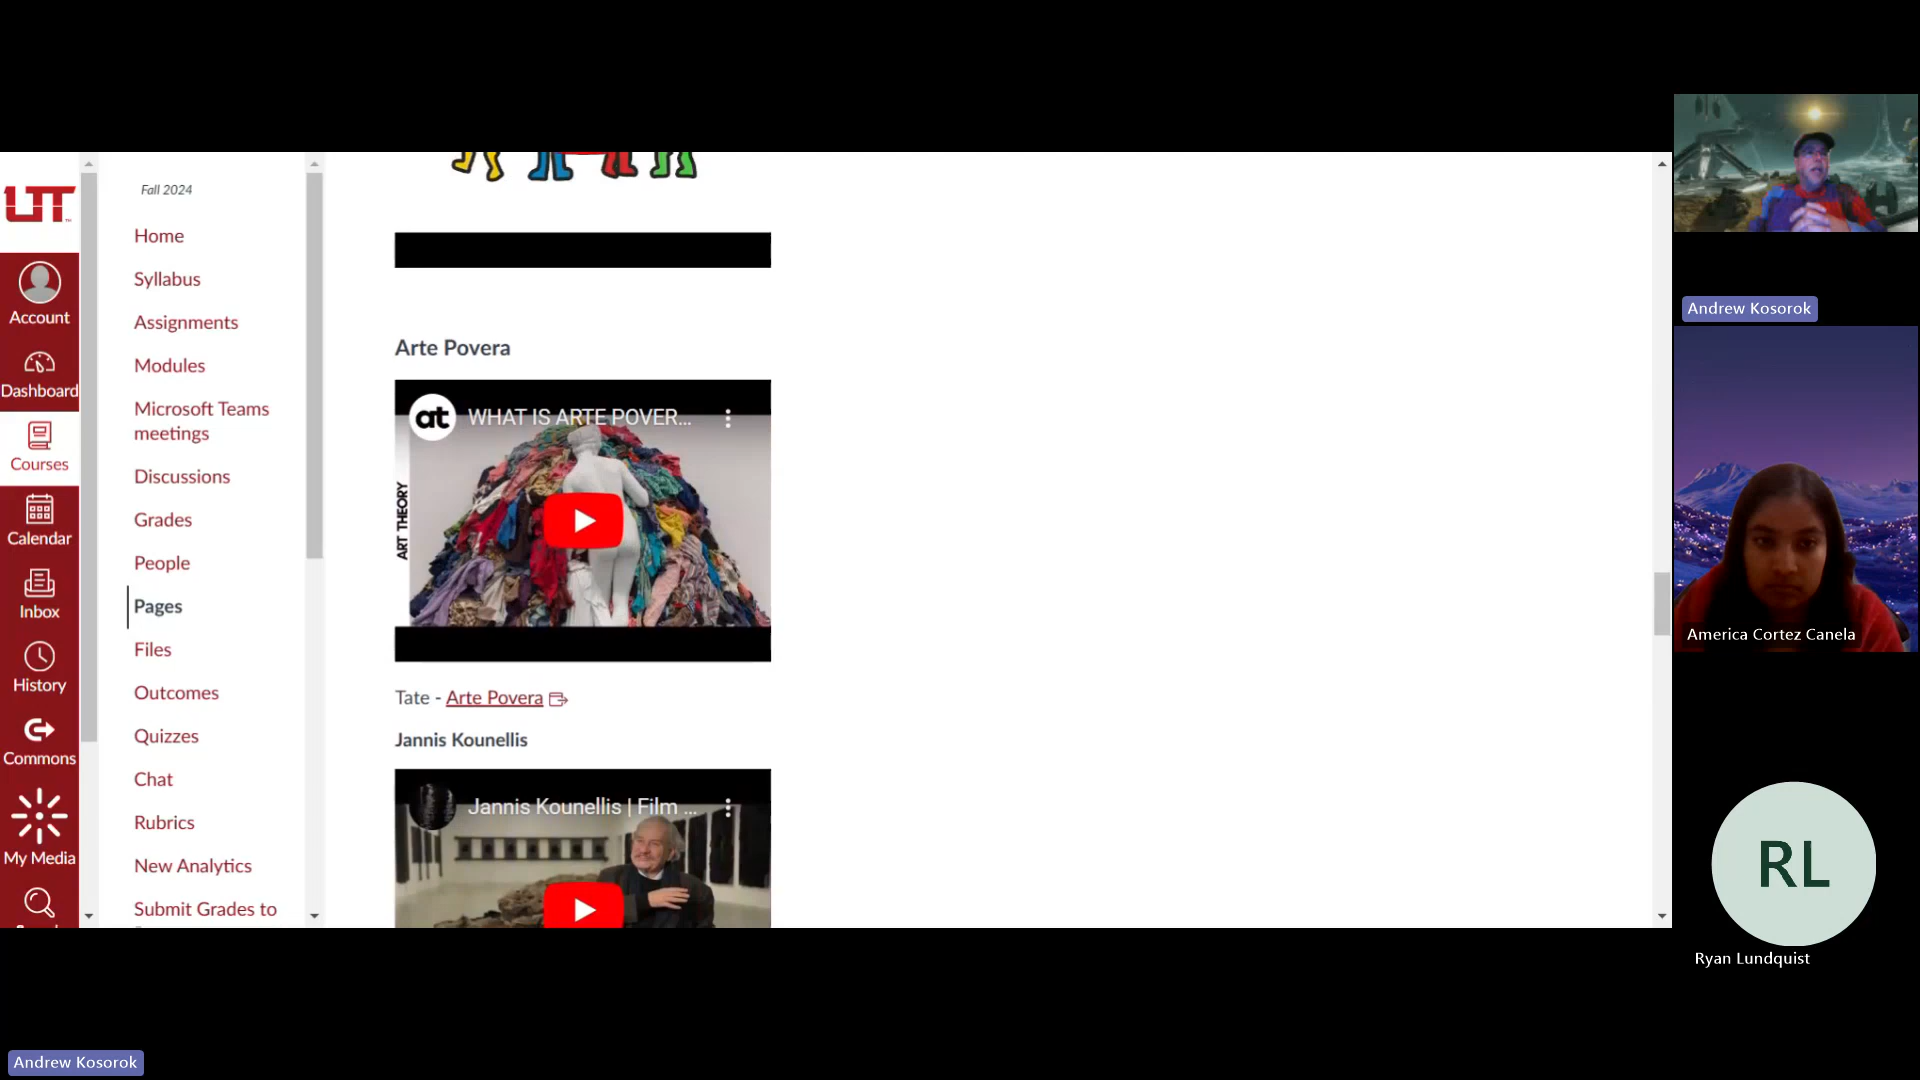 UT
Account
Dashboard
Courses
Calendar
Inbox
History
Commons
My Media
Fall 2024
Home
Syllabus
Assignments
Modules
Microsoft Teams
meetings
Discussions
Grades
People
Pages
Files
Outcomes
Quizzes
Chat
Rubrics
New Analytics
Submit Grades to
Arte Povera
at
WHAT IS ARTE POVER...
ART THEORY
Tate - Arte Povera
Jannis Kounellis
Jannis Kounellis | Film ...
Andrew Kosorok
America Cortez Canela
RL
Ryan Lundquist
Andrew Kosorok